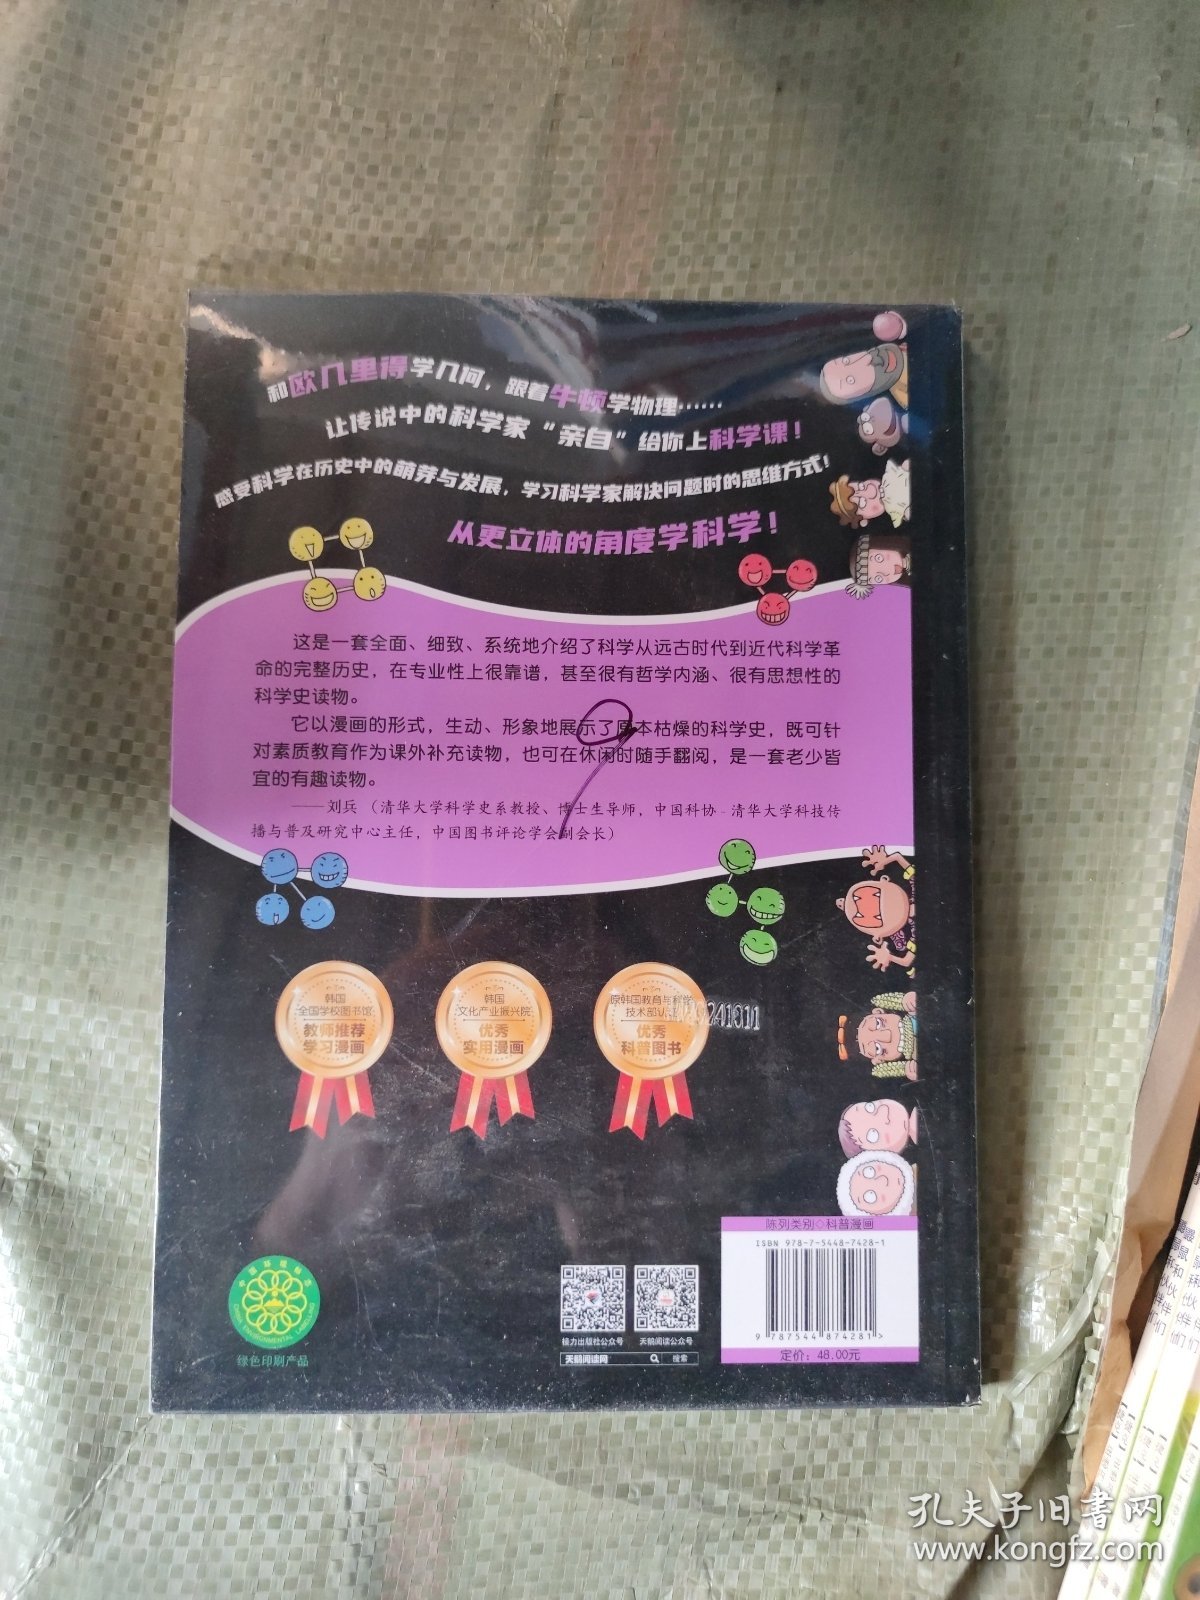 和欧几里得学几何，跟着牛顿学物理……
让传说中的科学家“亲自”给你上科学课！
感受科学在历史中的萌芽与发展，学习科学家解决问题时的思维方式！
从更立体的角度学科学！
这是一套全面、细致、系统地介绍了科学从远古时代到近代科学革
命的完整历史，在专业性上很靠谱，甚至很有哲学内涵、很有思想性的
科学史读物。
它以漫画的形式，生动、形象地展示了原本枯燥的科学史，既可针
对素质教育作为课外补充读物，也可在休闲时随手翻阅，是一套老少皆
宜的有趣读物。
——刘兵（清华大学科学史系教授、博士生导师，中国科协-清华大学科技传
播与普及研究中心主任，中国图书评论学会副会长）
韩国
全国学校图书馆
教师推荐
学习漫画
韩国
文化产业振兴院
优秀
实用漫画
原韩国教育与科学
技术部认证
优秀
科普图书
241011
陈列类别◇科普漫画
ISBN 978-7-5448-7428-1
9 787544 874281>
定价：48.00元
中国环境标志
CHINA ENVIRONMENTAL LABELLING
绿色印刷产品
接力出版社公众号
天鹅阅读公众号
天鹅阅读网
搜索
孔夫子旧书网
www.kongfz.com